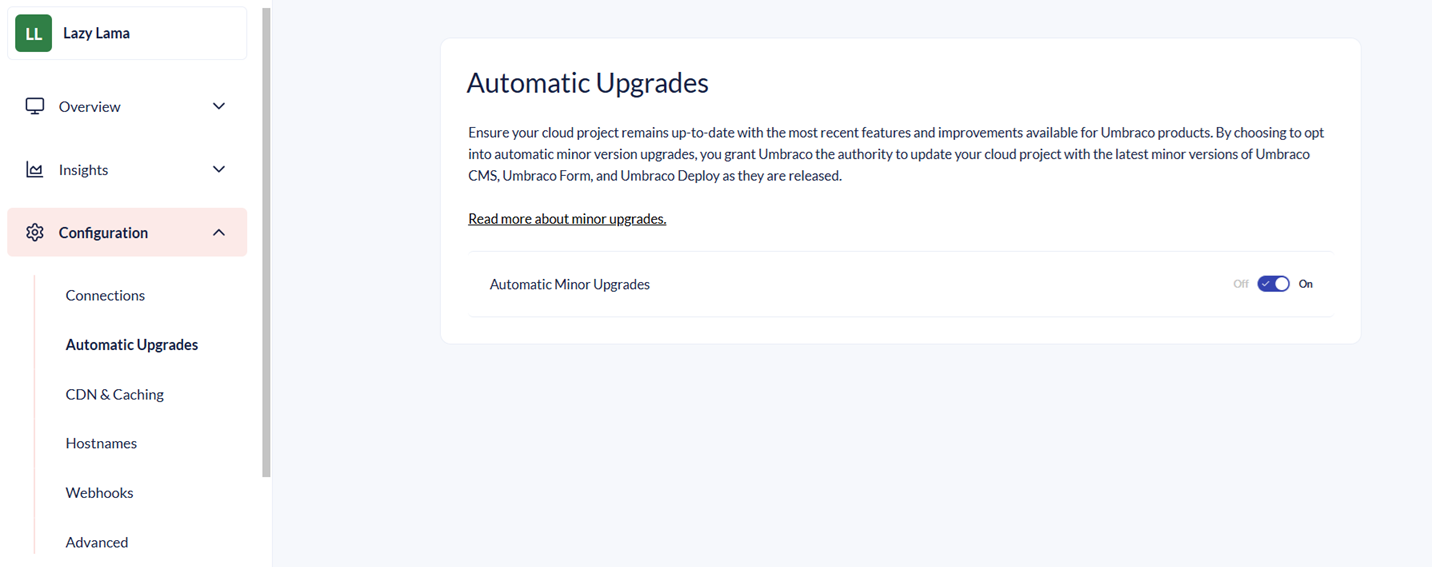 LL
Lazy Lama
Overview
Insights
Configuration
Connections
Automatic Upgrades
CDN & Caching
Hostnames
Webhooks
Advanced
Automatic Upgrades
Ensure your cloud project remains up-to-date with the most recent features and improvements available for Umbraco products. By choosing to opt
into automatic minor version upgrades, you grant Umbraco the authority to update your cloud project with the latest minor versions of Umbraco
CMS, Umbraco Form, and Umbraco Deploy as they are released.
Read more about minor upgrades.
Automatic Minor Upgrades
Off On